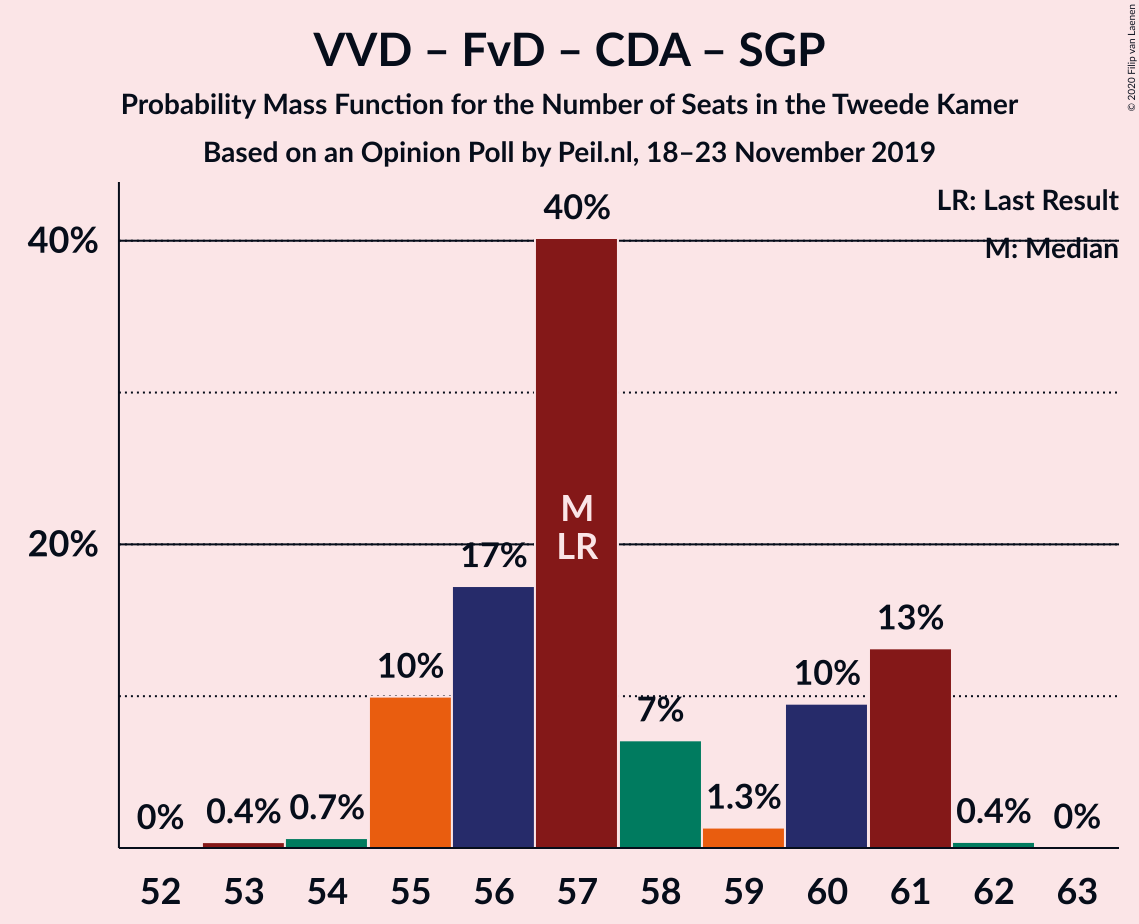 VVD – FvD – CDA – SGP
Probability Mass Function for the Number of Seats in the Tweede Kamer
Based on an Opinion Poll by Peil.nl, 18–23 November 2019
© 2020 Filip van Laenen
LR: Last Result
M: Median
40%
20%
0%
0.4%
0.7%
10%
17%
40%
7%
1.3%
10%
13%
0.4%
0%
M
LR
52 53 54 55 56 57 58 59 60 61 62 63